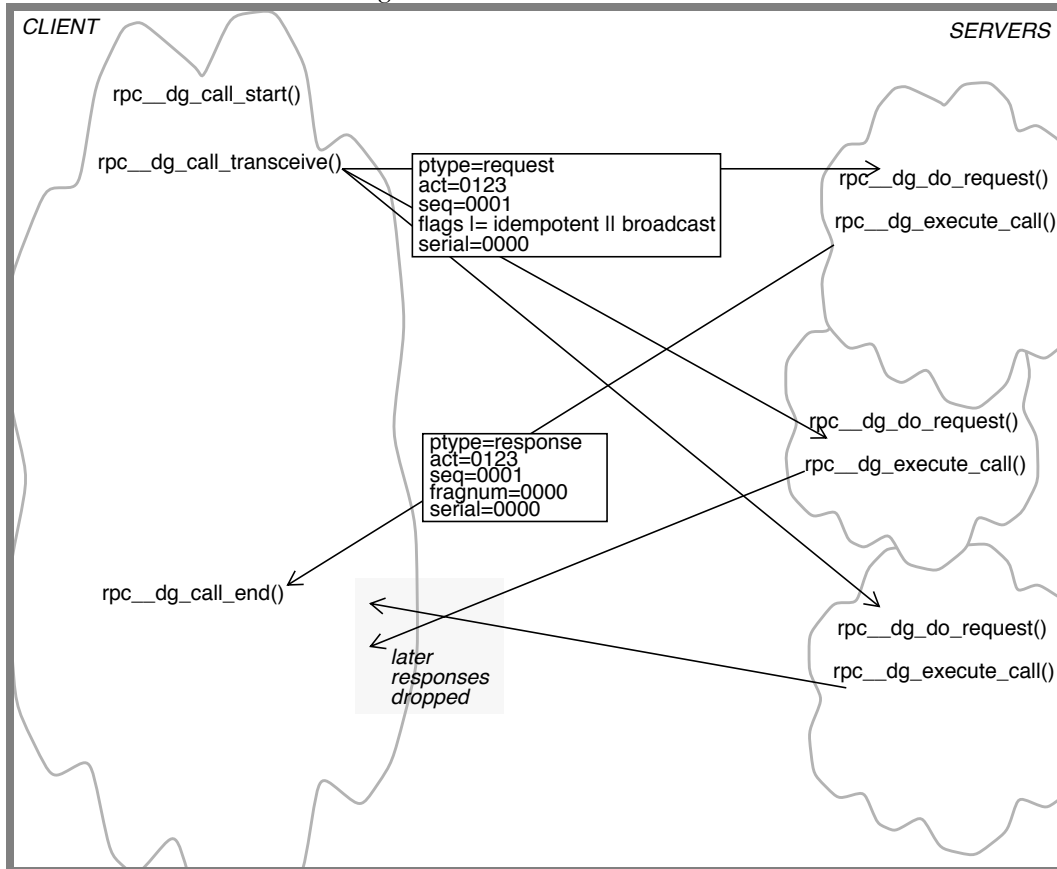 CLIENT
SERVERS
rpc__dg_call_start()
rpc__dg_call_transceive()
ptype=request
act=0123
seq=0001
flags |= idempotent || broadcast
serial=0000
rpc__dg_do_request()
rpc__dg_execute_call()
rpc__dg_do_request()
rpc__dg_execute_call()
ptype=response
act=0123
seq=0001
fragnum=0000
serial=0000
rpc__dg_call_end()
later
responses
dropped
rpc__dg_do_request()
rpc__dg_execute_call()